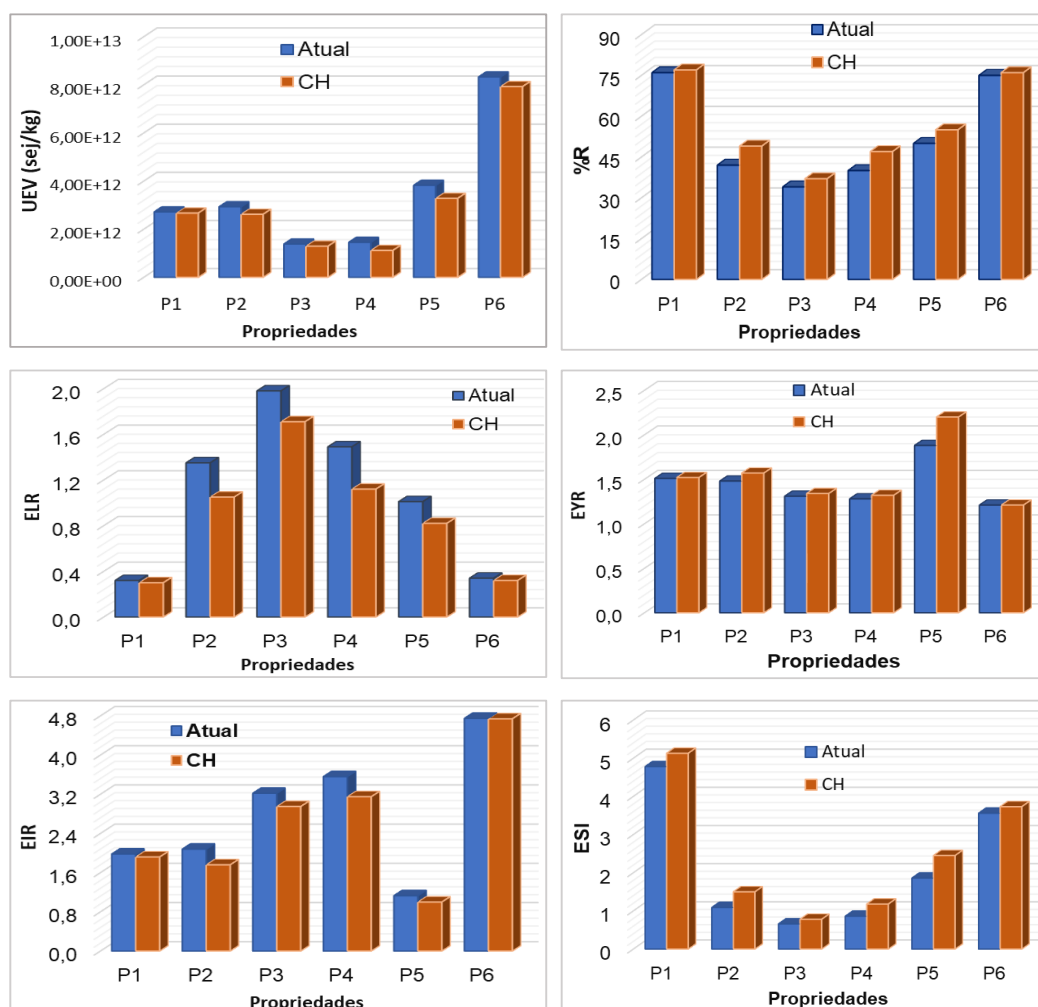 UEV (sej/kg)
1,00E+13
8,00E+12
6,00E+12
4,00E+12
2,00E+12
0,00E+00
Atual
CH
P1 P2 P3 P4 P5 P6
Propriedades
%R
90
75
60
45
30
15
0
Atual
CH
P1 P2 P3 P4 P5 P6
Propriedades
ELR
2,0
1,6
1,2
0,8
0,4
0,0
Atual
CH
P1 P2 P3 P4 P5 P6
Propriedades
EYR
2,5
2,0
1,5
1,0
0,5
0,0
Atual
CH
P1 P2 P3 P4 P5 P6
Propriedades
EIR
4,8
4,0
3,2
2,4
1,6
0,8
0,0
Atual
CH
P1 P2 P3 P4 P5 P6
Propriedades
ESI
6
5
4
3
2
1
0
Atual
CH
P1 P2 P3 P4 P5 P6
Propriedades